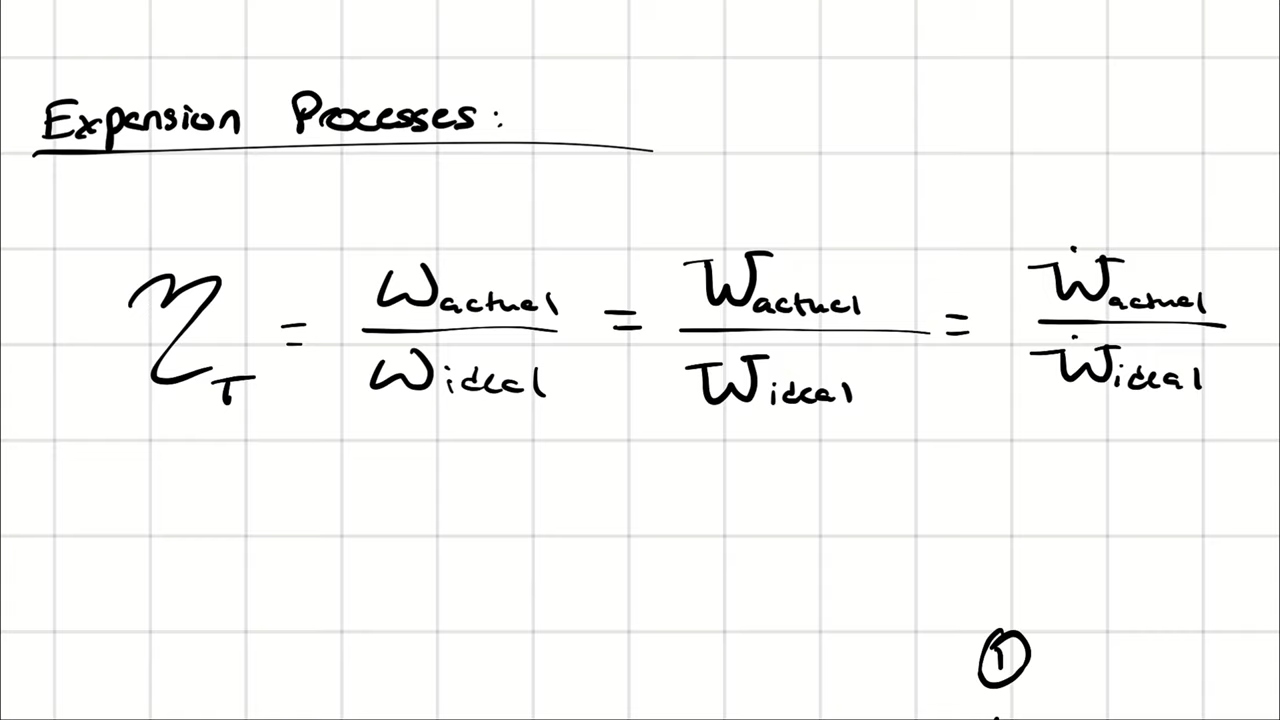 Expansion Processes:
η_T = w_actual / w_ideal = W_actual / W_ideal = Ẇ_actual / Ẇ_ideal
①